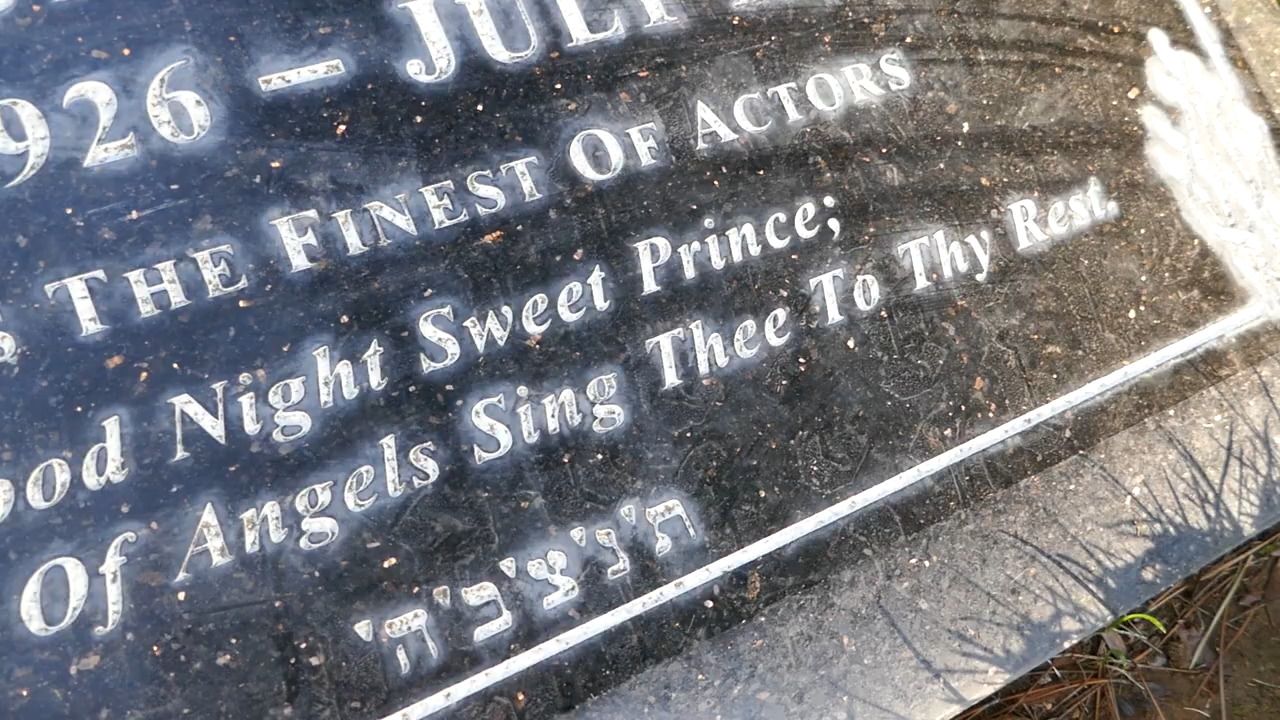 926 – JULY
THE FINEST OF ACTORS
Night Sweet Prince;
Of Angels Sing Thee To Thy Rest.
ת'נ'צ'ב'ה'